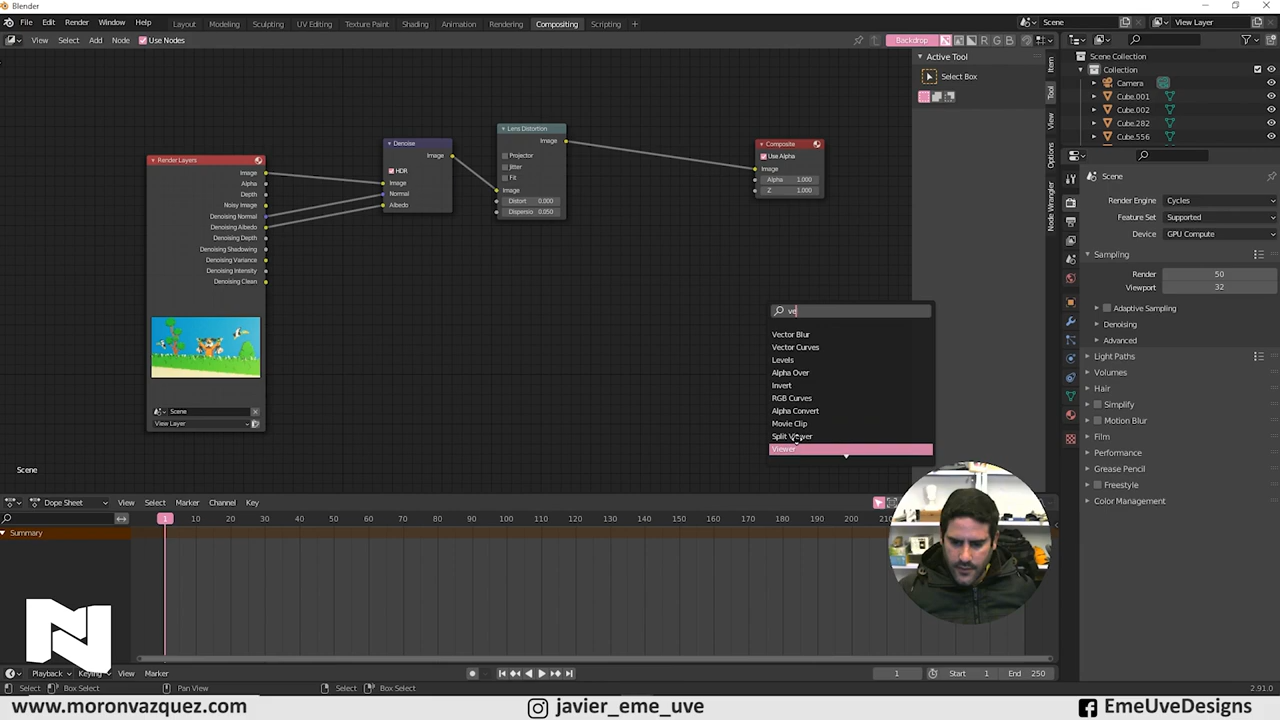 Blender
File Edit Render Window Help Layout Modeling Sculpting UV Editing Texture Paint Shading Animation Rendering Compositing Scripting + Scene View Layer
View Select Add Node Use Nodes Backdrop R G B
Active Tool
Select Box
Item
Tool
View
Options
Node Wrangler
Scene Collection
Collection
Camera
Cube.001
Cube.002
Cube.282
Cube.556
Scene
Render Engine Cycles
Feature Set Supported
Device GPU Compute
Sampling
Render 50
Viewport 32
Adaptive Sampling
Denoising
Advanced
Light Paths
Volumes
Hair
Simplify
Motion Blur
Film
Performance
Grease Pencil
Freestyle
Color Management
Render Layers
Image
Alpha
Depth
Noisy Image
Denoising Normal
Denoising Albedo
Denoising Depth
Denoising Shadowing
Denoising Variance
Denoising Intensity
Denoising Clean
Scene
View Layer
Denoise
Image
HDR
Image
Normal
Albedo
Lens Distortion
Image
Projector
Jitter
Fit
Image
Distort 0.000
Dispersio 0.050
Composite
Use Alpha
Image
Alpha 1.000
Z 1.000
ve
Vector Blur
Vector Curves
Levels
Alpha Over
Invert
RGB Curves
Alpha Convert
Movie Clip
Split Viewer
Viewer
Scene
Dope Sheet View Select Marker Channel Key
1 10 20 30 40 50 60 70 80 90 100 110 120 130 140 150 160 170 180 190 200
Summary
N
Playback Keying View Marker 1 Start 1 End 250
Select Box Select Pan View Select Box Select 2.91.0
www.moronvazquez.com javier_eme_uve EmeUveDesigns